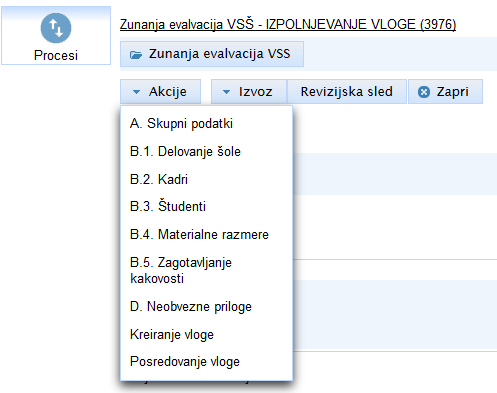 Zunanja evalvacija VSŠ - IZPOLNJEVANJE VLOGE (3976)
Procesi
Zunanja evalvacija VSS
Akcije
Izvoz
Revizijska sled
Zapri
A. Skupni podatki
B.1. Delovanje šole
B.2. Kadri
B.3. Študenti
B.4. Materialne razmere
B.5. Zagotavljanje
kakovosti
D. Neobvezne priloge
Kreiranje vloge
Posredovanje vloge